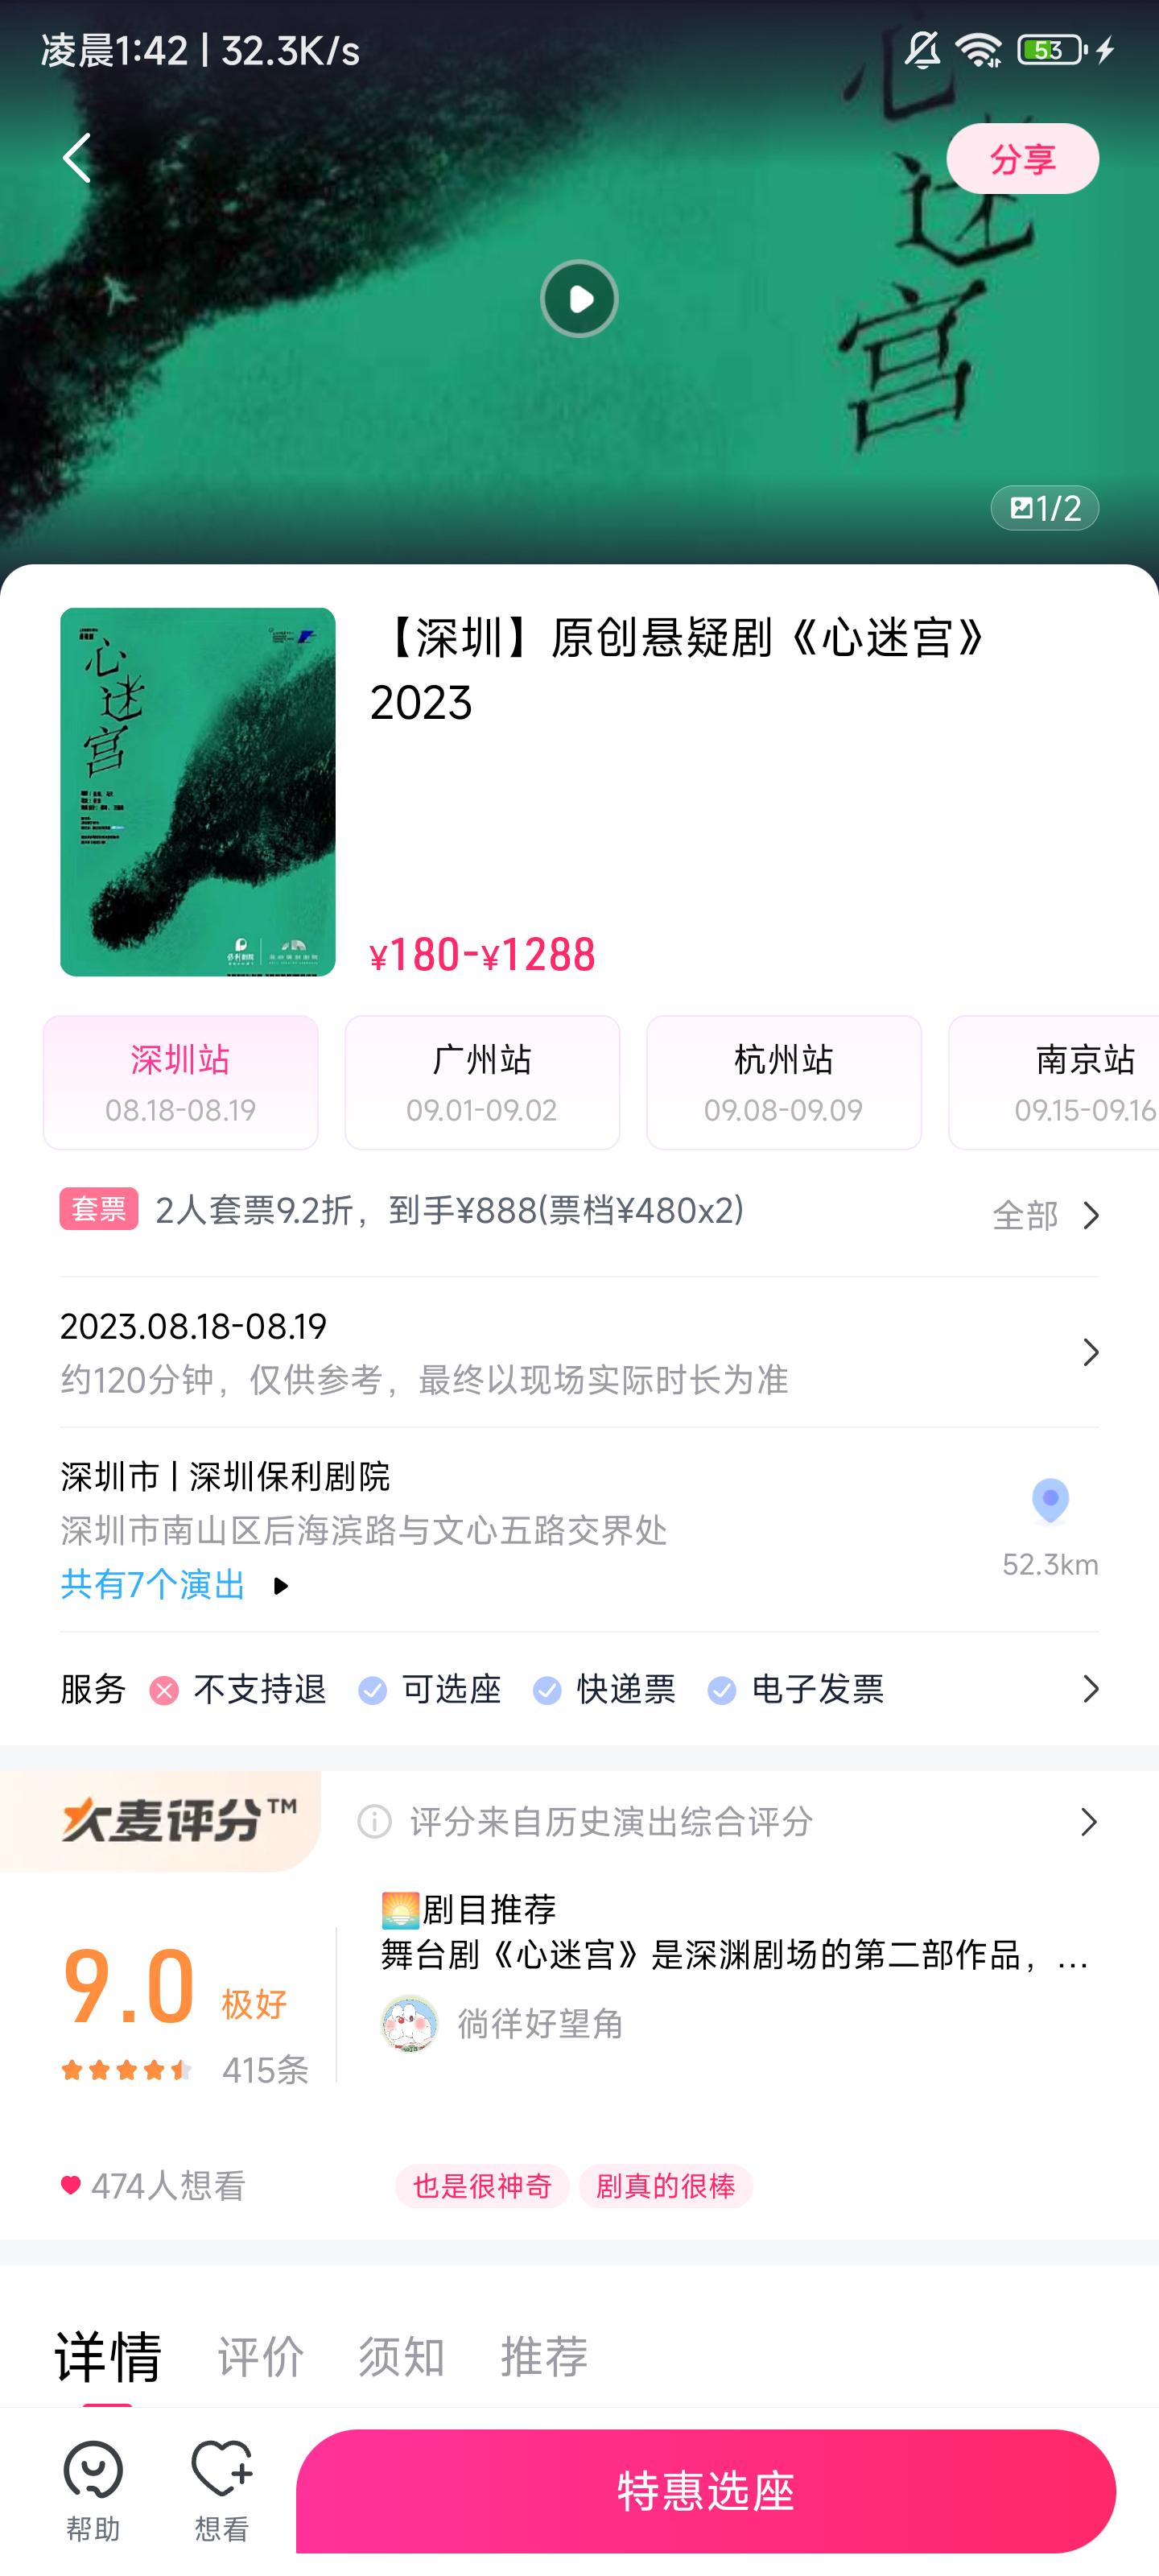 凌晨1:42 | 32.3K/s
53
分享
心迷宫
1/2
心迷宫
【深圳】原创悬疑剧《心迷宫》
2023
¥180-¥1288
深圳站
08.18-08.19
广州站
09.01-09.02
杭州站
09.08-09.09
南京站
09.15-09.16
套票 2人套票9.2折，到手¥888(票档¥480x2)
全部
2023.08.18-08.19
约120分钟，仅供参考，最终以现场实际时长为准
深圳市 | 深圳保利剧院
深圳市南山区后海滨路与文心五路交界处
52.3km
共有7个演出
服务 不支持退 可选座 快递票 电子发票
大麦评分™
评分来自历史演出综合评分
剧目推荐
舞台剧《心迷宫》是深渊剧场的第二部作品，...
9.0 极好
徜徉好望角
415条
474人想看
也是很神奇
剧真的很棒
详情 评价 须知 推荐
帮助
想看
特惠选座